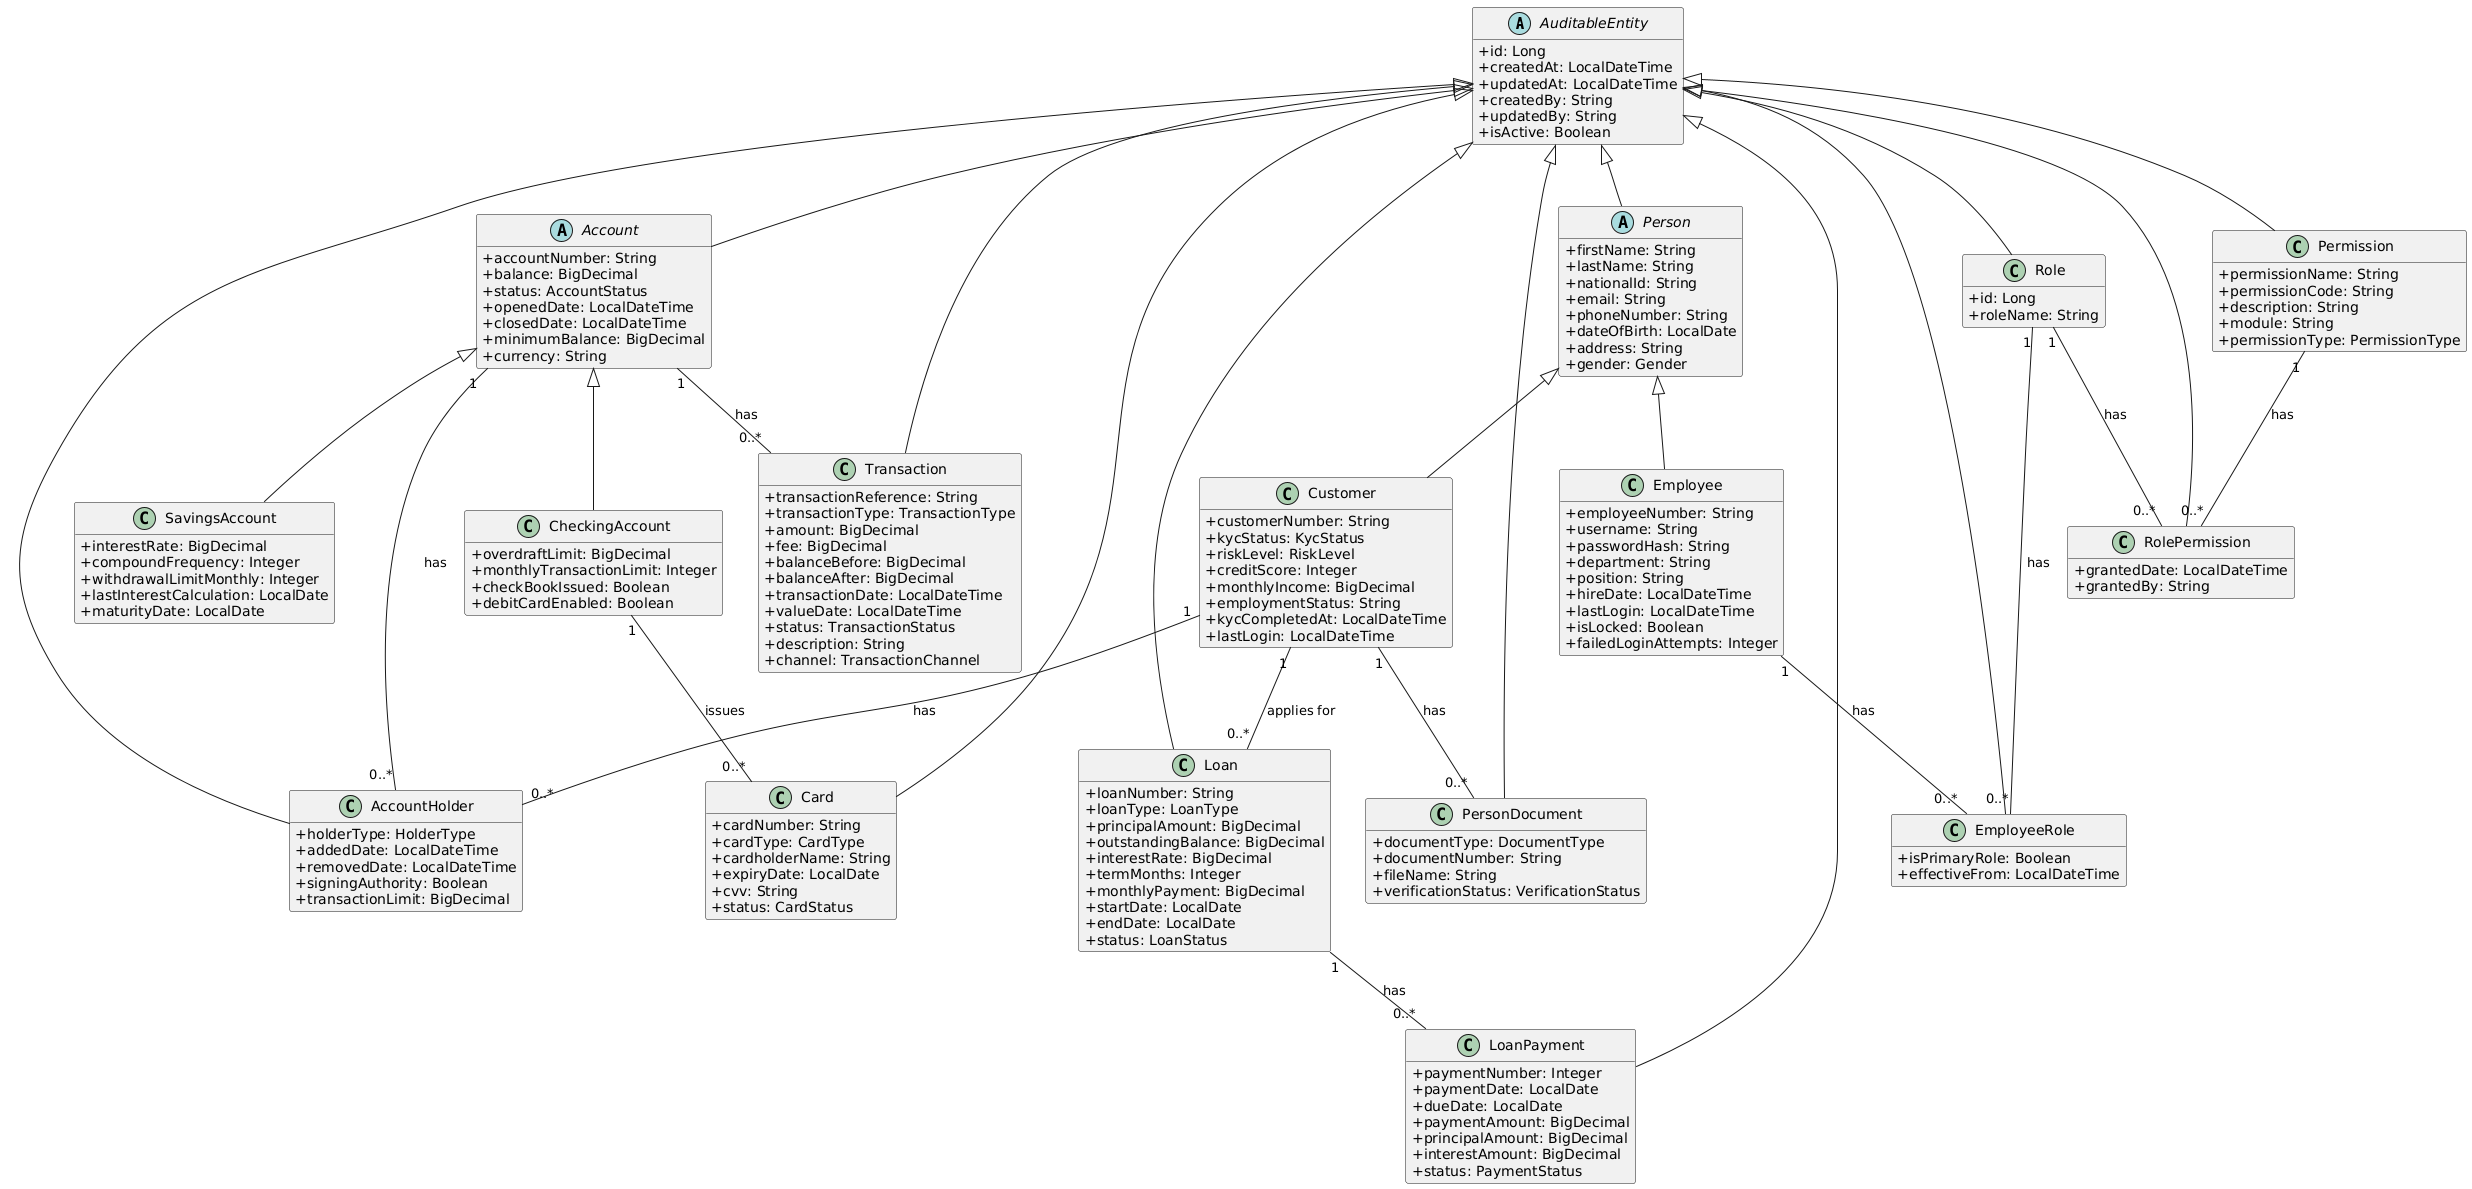 A AuditableEntity
+id: Long
+createdAt: LocalDateTime
+updatedAt: LocalDateTime
+createdBy: String
+updatedBy: String
+isActive: Boolean
A Account
+accountNumber: String
+balance: BigDecimal
+status: AccountStatus
+openedDate: LocalDateTime
+closedDate: LocalDateTime
+minimumBalance: BigDecimal
+currency: String
A Person
+firstName: String
+lastName: String
+nationalId: String
+email: String
+phoneNumber: String
+dateOfBirth: LocalDate
+address: String
+gender: Gender
C Role
+id: Long
+roleName: String
C Permission
+permissionName: String
+permissionCode: String
+description: String
+module: String
+permissionType: PermissionType
1
1
1
1
1
has
has
has
0..*
0..*
0..*
C SavingsAccount
+interestRate: BigDecimal
+compoundFrequency: Integer
+withdrawalLimitMonthly: Integer
+lastInterestCalculation: LocalDate
+maturityDate: LocalDate
has
C CheckingAccount
+overdraftLimit: BigDecimal
+monthlyTransactionLimit: Integer
+checkBookIssued: Boolean
+debitCardEnabled: Boolean
C Transaction
+transactionReference: String
+transactionType: TransactionType
+amount: BigDecimal
+fee: BigDecimal
+balanceBefore: BigDecimal
+balanceAfter: BigDecimal
+transactionDate: LocalDateTime
+valueDate: LocalDateTime
+status: TransactionStatus
+description: String
+channel: TransactionChannel
C Customer
+customerNumber: String
+kycStatus: KycStatus
+riskLevel: RiskLevel
+creditScore: Integer
+monthlyIncome: BigDecimal
+employmentStatus: String
+kycCompletedAt: LocalDateTime
+lastLogin: LocalDateTime
C Employee
+employeeNumber: String
+username: String
+passwordHash: String
+department: String
+position: String
+hireDate: LocalDateTime
+lastLogin: LocalDateTime
+isLocked: Boolean
+failedLoginAttempts: Integer
has
C RolePermission
+grantedDate: LocalDateTime
+grantedBy: String
1
1
1
1
1
issues
has
applies for
has
has
0..*
0..*
0..*
0..*
0..*
0..*
0..*
C AccountHolder
+holderType: HolderType
+addedDate: LocalDateTime
+removedDate: LocalDateTime
+signingAuthority: Boolean
+transactionLimit: BigDecimal
C Card
+cardNumber: String
+cardType: CardType
+cardholderName: String
+expiryDate: LocalDate
+cvv: String
+status: CardStatus
C Loan
+loanNumber: String
+loanType: LoanType
+principalAmount: BigDecimal
+outstandingBalance: BigDecimal
+interestRate: BigDecimal
+termMonths: Integer
+monthlyPayment: BigDecimal
+startDate: LocalDate
+endDate: LocalDate
+status: LoanStatus
C PersonDocument
+documentType: DocumentType
+documentNumber: String
+fileName: String
+verificationStatus: VerificationStatus
C EmployeeRole
+isPrimaryRole: Boolean
+effectiveFrom: LocalDateTime
1
has
0..*
C LoanPayment
+paymentNumber: Integer
+paymentDate: LocalDate
+dueDate: LocalDate
+paymentAmount: BigDecimal
+principalAmount: BigDecimal
+interestAmount: BigDecimal
+status: PaymentStatus